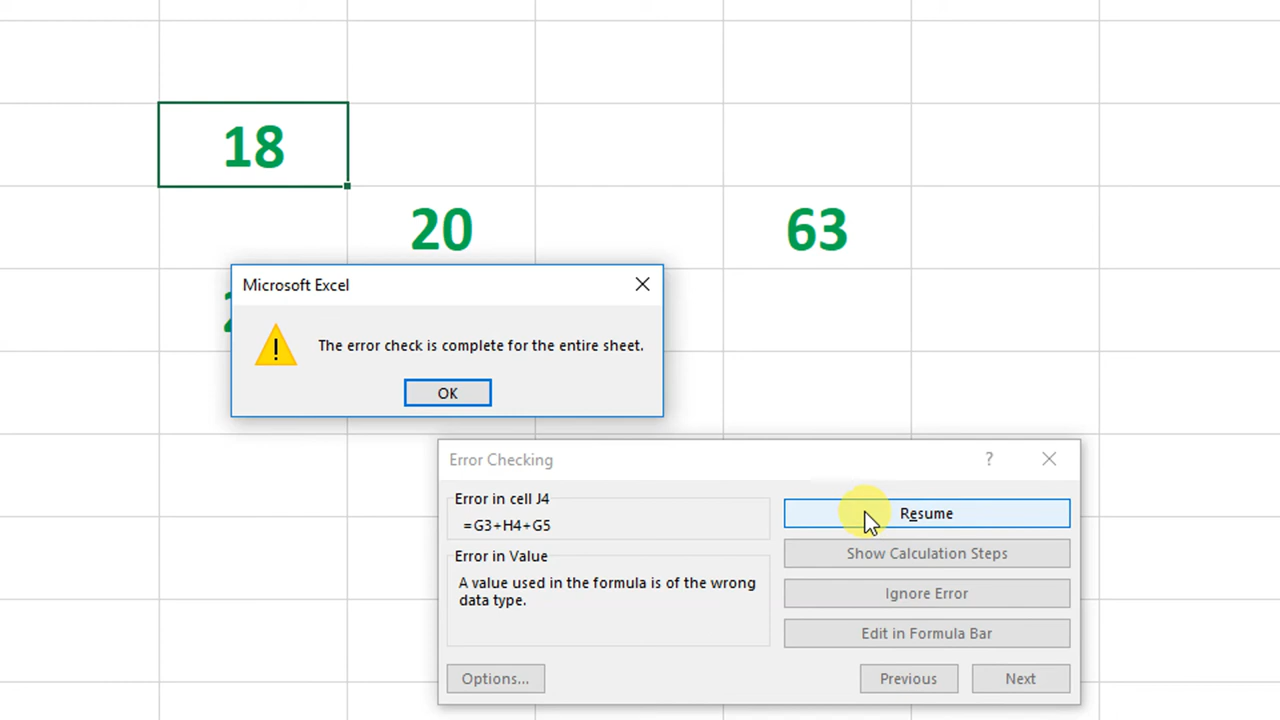 18
20
63
Microsoft Excel
The error check is complete for the entire sheet.
OK
Error Checking
Error in cell J4
=G3+H4+G5
Error in Value
A value used in the formula is of the wrong
data type.
Resume
Show Calculation Steps
Ignore Error
Edit in Formula Bar
Options...
Previous
Next